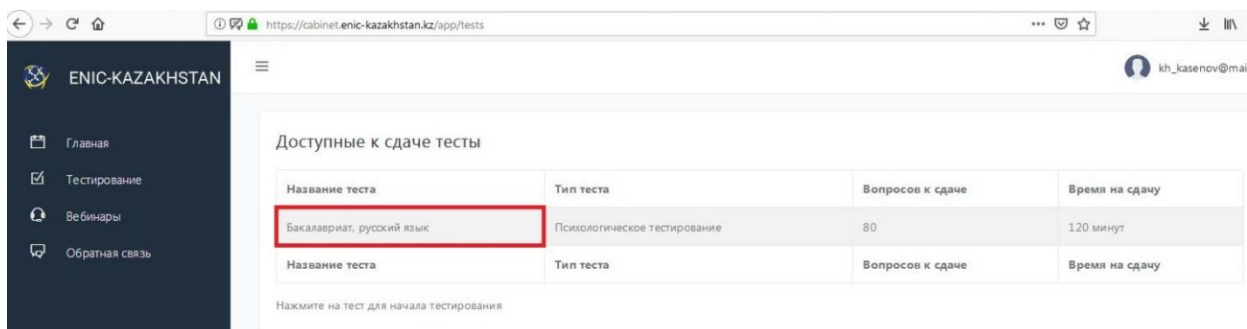 https://cabinet.enic-kazakhstan.kz/app/tests
ENIC-KAZAKHSTAN
kh_kasenov@mai
Главная
Тестирование
Вебинары
Обратная связь
Доступные к сдаче тесты
Название теста Тип теста Вопросов к сдаче Время на сдачу
Бакалавриат, русский язык Психологическое тестирование 80 120 минут
Название теста Тип теста Вопросов к сдаче Время на сдачу
Нажмите на тест для начала тестирования